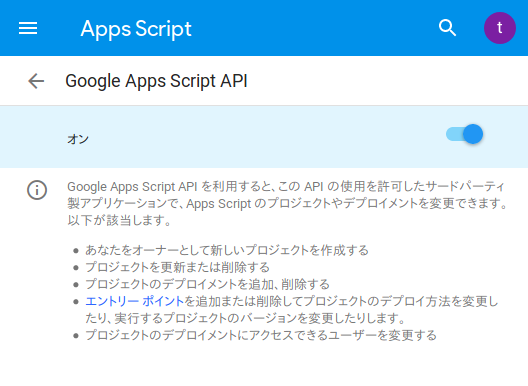 Apps Script
t
Google Apps Script API
オン
Google Apps Script API を利用すると、この API の使用を許可したサードパーティ
製アプリケーションで、Apps Script のプロジェクトやデプロイメントを変更できます。
以下が該当します。
• あなたをオーナーとして新しいプロジェクトを作成する
• プロジェクトを更新または削除する
• プロジェクトのデプロイメントを追加、削除する
• エントリー ポイントを追加または削除してプロジェクトのデプロイ方法を変更し
たり、実行するプロジェクトのバージョンを変更したりします。
• プロジェクトのデプロイメントにアクセスできるユーザーを変更する